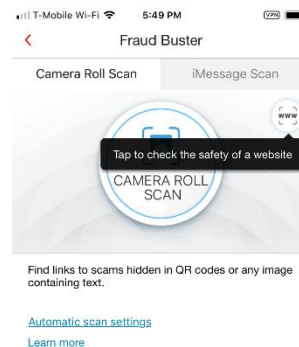 T-Mobile Wi-Fi 5:49 PM VPN
Fraud Buster
Camera Roll Scan iMessage Scan
www
Tap to check the safety of a website
CAMERA ROLL
SCAN
Find links to scams hidden in QR codes or any image
containing text.
Automatic scan settings
Learn more